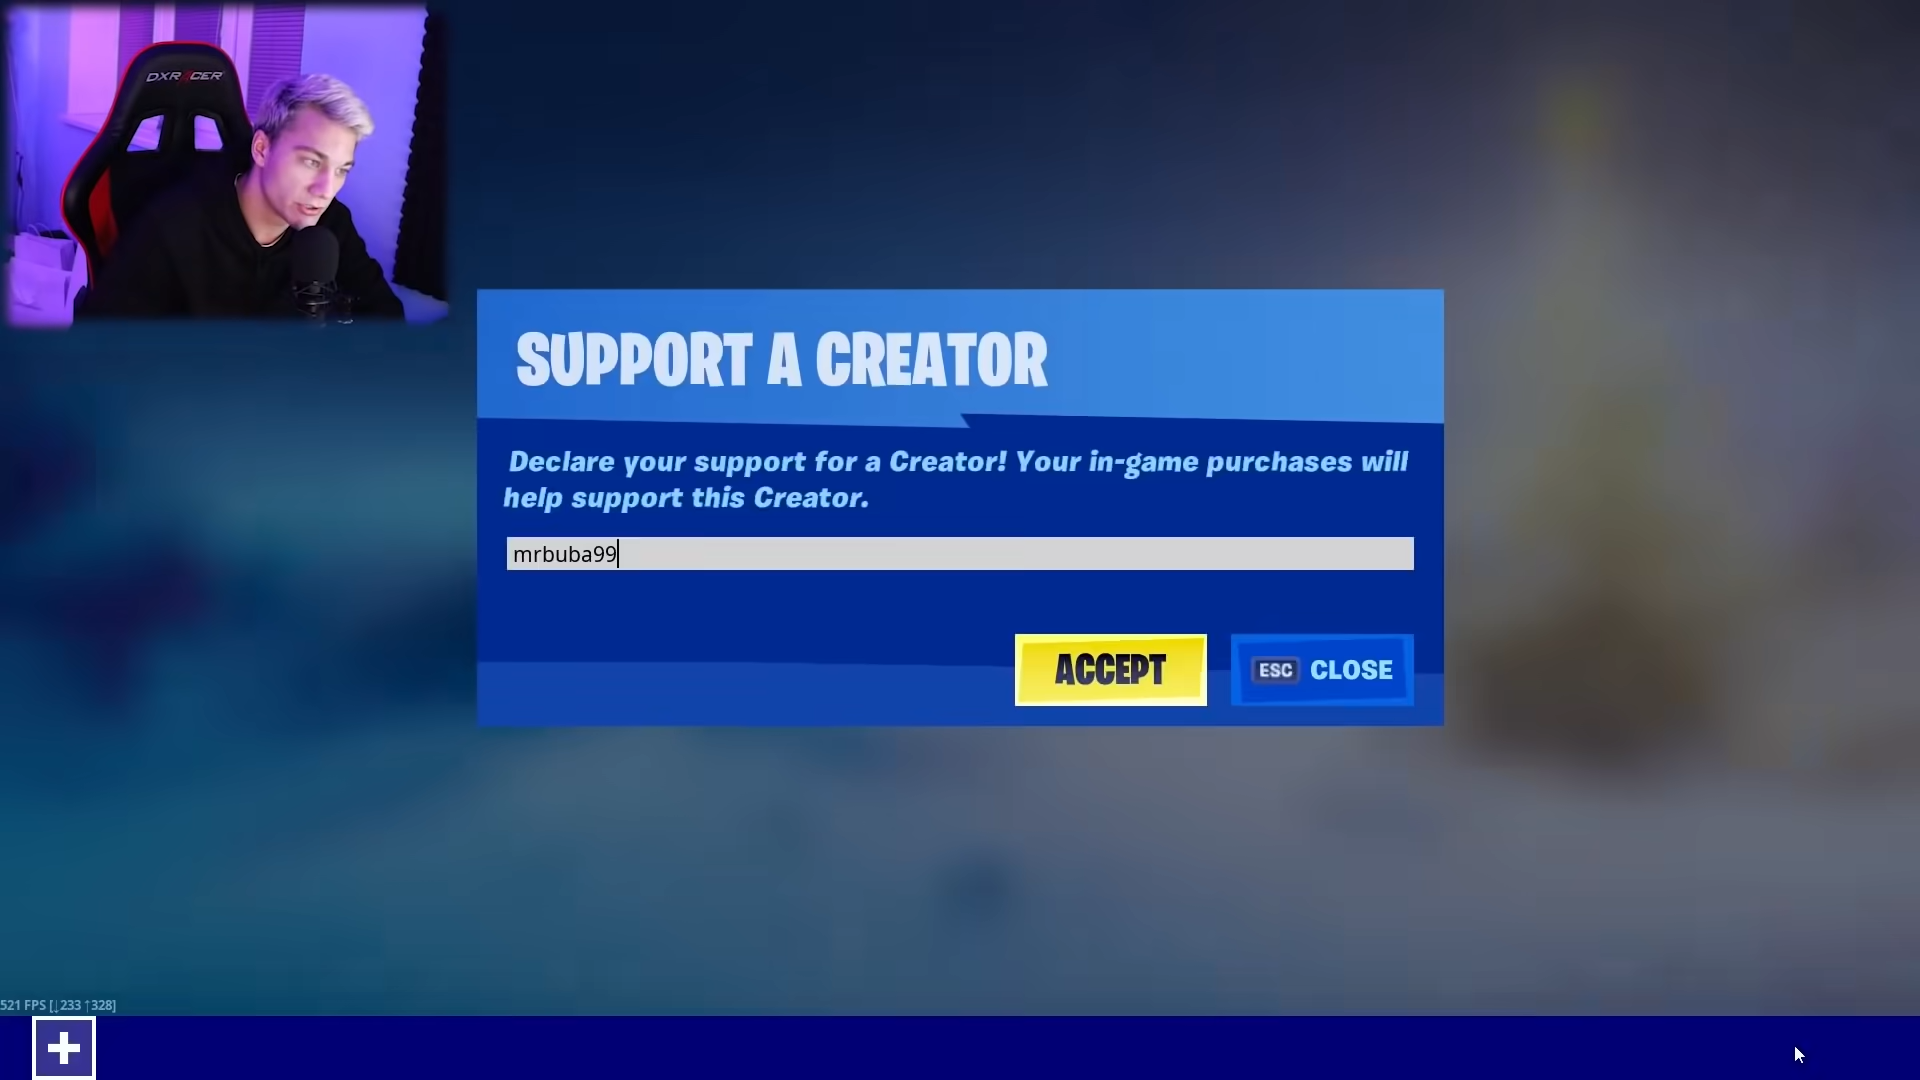 DXRACER
SUPPORT A CREATOR
Declare your support for a Creator! Your in-game purchases will
help support this Creator.
mrbuba99
ACCEPT
ESC CLOSE
521 FPS [↓233 ↑328]